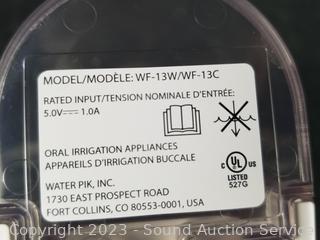 MODEL/MODÈLE: WF-13W/WF-13C
RATED INPUT/TENSION NOMINALE D'ENTRÉE:
5.0V⎓ 1.0A
ORAL IRRIGATION APPLIANCES
APPAREILS D'IRRIGATION BUCCALE
C UL US
LISTED
527G
WATER PIK, INC.
1730 EAST PROSPECT ROAD
FORT COLLINS, CO 80553-0001, USA
Copyright 2023 - Sound Auction Service